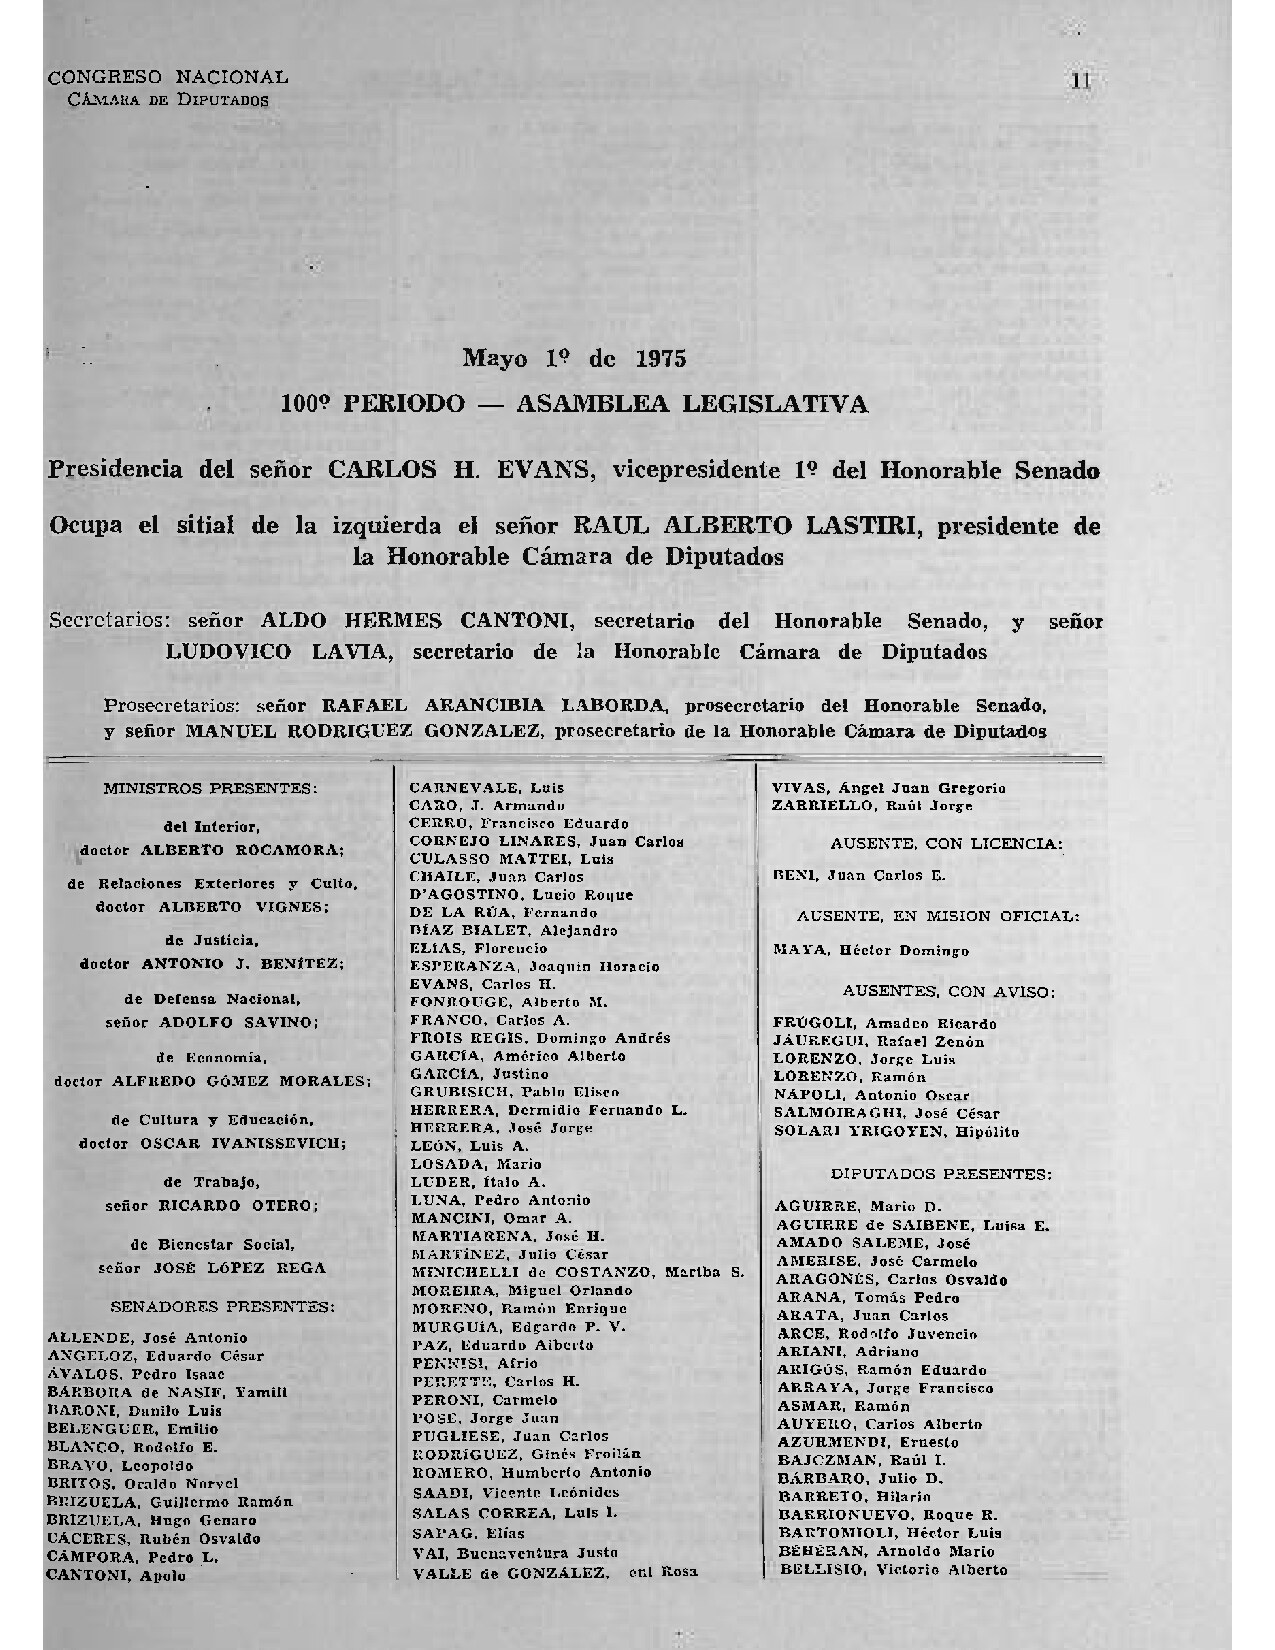 CONGRESO NACIONAL
CÁMARA DE DIPUTADOS
11
Mayo 1º de 1975
100º PERIODO — ASAMBLEA LEGISLATIVA
Presidencia del señor CARLOS H. EVANS, vicepresidente 1º del Honorable Senado
Ocupa el sitial de la izquierda el señor RAUL ALBERTO LASTIRI, presidente de
la Honorable Cámara de Diputados
Secretarios: señor ALDO HERMES CANTONI, secretario del Honorable Senado, y señor
LUDOVICO LAVIA, secretario de la Honorable Cámara de Diputados
Prosecretarios: señor RAFAEL ARANCIBIA LABORDA, prosecretario del Honorable Senado,
y señor MANUEL RODRIGUEZ GONZALEZ, prosecretario de la Honorable Cámara de Diputados
MINISTROS PRESENTES:
del Interior,
doctor ALBERTO ROCAMORA;
de Relaciones Exteriores y Culto,
doctor ALBERTO VIGNES;
de Justicia,
doctor ANTONIO J. BENÍTEZ;
de Defensa Nacional,
señor ADOLFO SAVINO;
de Economía,
doctor ALFREDO GÓMEZ MORALES;
de Cultura y Educación,
doctor OSCAR IVANISSEVICH;
de Trabajo,
señor RICARDO OTERO;
de Bienestar Social,
señor JOSÉ LÓPEZ REGA
SENADORES PRESENTES:
ALLENDE, José Antonio
ANGELOZ, Eduardo César
ÁVALOS, Pedro Isaac
BÁRBORA de NASIF, Yamili
BARONI, Danilo Luis
BELENGUER, Emilio
BLANCO, Rodolfo E.
BRAVO, Leopoldo
BRITOS, Oraldo Norvel
BRIZUELA, Guillermo Ramón
BRIZUELA, Hugo Genaro
CÁCERES, Rubén Osvaldo
CÁMPORA, Pedro L.
CANTONI, Apolo
CARNEVALE, Luis
CARO, J. Armando
CERRO, Francisco Eduardo
CORNEJO LINARES, Juan Carlos
CULASSO MATTEI, Luis
CHAILE, Juan Carlos
D'AGOSTINO, Lucio Roque
DE LA RÚA, Fernando
DÍAZ BIALET, Alejandro
ELÍAS, Florencio
ESPERANZA, Joaquín Horacio
EVANS, Carlos H.
FONROUGE, Alberto M.
FRANCO, Carlos A.
FROIS REGIS, Domingo Andrés
GARCÍA, Américo Alberto
GARCÍA, Justino
GRUBISICH, Pablo Eliseo
HERRERA, Dermidio Fernando L.
HERRERA, José Jorge
LEÓN, Luis A.
LOSADA, Mario
LUDER, Ítalo A.
LUNA, Pedro Antonio
MANCINI, Omar A.
MARTIARENA, José H.
MARTÍNEZ, Julio César
MINICHELLI de COSTANZO, Martha S.
MOREIRA, Miguel Orlando
MORENO, Ramón Enrique
MURGUÍA, Edgardo P. V.
PAZ, Eduardo Alberto
PENNISI, Afrio
PERETTE, Carlos H.
PERONI, Carmelo
POSE, Jorge Juan
PUGLIESE, Juan Carlos
RODRÍGUEZ, Ginés Froilán
ROMERO, Humberto Antonio
SAADI, Vicente Leónides
SALAS CORREA, Luis I.
SAPAG, Elías
VAI, Buenaventura Justo
VALLE de GONZÁLEZ, Rosa
VIVAS, Ángel Juan Gregorio
ZARRIELLO, Raúl Jorge
AUSENTE, CON LICENCIA:
BENI, Juan Carlos E.
AUSENTE, EN MISION OFICIAL:
MAYA, Héctor Domingo
AUSENTES, CON AVISO:
FRÚGOLI, Amadeo Ricardo
JÁUREGUI, Rafael Zenón
LORENZO, Jorge Luis
LORENZO, Ramón
NÁPOLI, Antonio Oscar
SALMOIRAGHI, José César
SOLARI YRIGOYEN, Hipólito
DIPUTADOS PRESENTES:
AGUIRRE, Mario D.
AGUIRRE de SAIBENE, Luisa E.
AMADO SALEME, José
AMERISE, José Carmelo
ARAGONÉS, Carlos Osvaldo
ARANA, Tomás Pedro
ARATA, Juan Carlos
ARCE, Rodolfo Juvencio
ARIANI, Adriano
ARIGÓS, Ramón Eduardo
ARRAYA, Jorge Francisco
ASMAR, Ramón
AUYERO, Carlos Alberto
AZURMENDI, Ernesto
BAJCZMAN, Raúl I.
BÁRBARO, Julio D.
BARRETO, Hilario
BARRIONUEVO, Roque R.
BARTOMIOLI, Héctor Luis
BÉHÉRAN, Arnoldo Mario
BELLISIO, Victorio Alberto